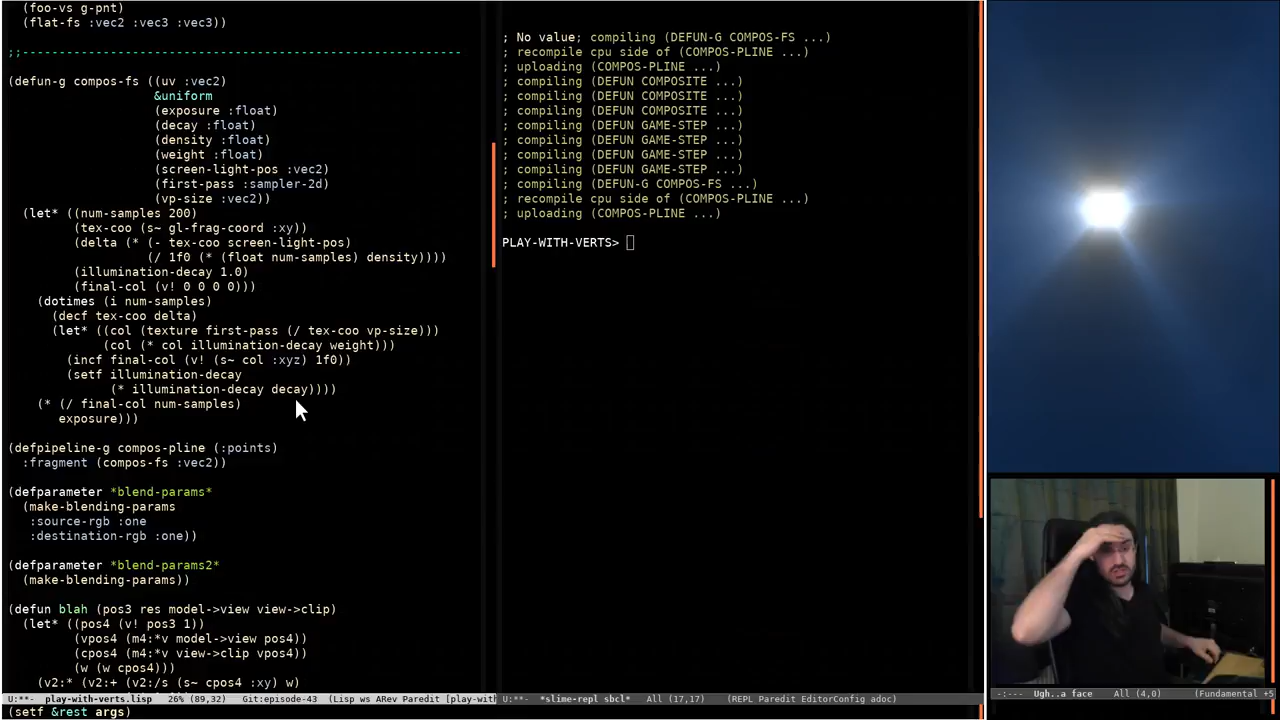 (foo-vs g-pnt)
(flat-fs :vec2 :vec3 :vec3))
;;------------------------------------------------------------
(defun-g compos-fs ((uv :vec2)
&uniform
(exposure :float)
(decay :float)
(density :float)
(weight :float)
(screen-light-pos :vec2)
(first-pass :sampler-2d)
(vp-size :vec2))
(let* ((num-samples 200)
(tex-coo (s~ gl-frag-coord :xy))
(delta (* (- tex-coo screen-light-pos)
(/ 1f0 (* (float num-samples) density))))
(illumination-decay 1.0)
(final-col (v! 0 0 0 0)))
(dotimes (i num-samples)
(decf tex-coo delta)
(let* ((col (texture first-pass (/ tex-coo vp-size)))
(col (* col illumination-decay weight)))
(incf final-col (v! (s~ col :xyz) 1f0))
(setf illumination-decay
(* illumination-decay decay))))
(* (/ final-col num-samples)
exposure)))
(defpipeline-g compos-pline (:points)
:fragment (compos-fs :vec2))
(defparameter *blend-params*
(make-blending-params
:source-rgb :one
:destination-rgb :one))
(defparameter *blend-params2*
(make-blending-params))
(defun blah (pos3 res model->view view->clip)
(let* ((pos4 (v! pos3 1))
(vpos4 (m4:*v model->view pos4))
(cpos4 (m4:*v view->clip vpos4))
(w (w cpos4)))
(v2:* (v2:+ (v2:/s (s~ cpos4 :xy) w)
U:**- play-with-verts.lisp 26% (89,32) Git:episode-43 (Lisp ws ARev Paredit [play-wit
(setf &rest args)
; No value; compiling (DEFUN-G COMPOS-FS ...)
; recompile cpu side of (COMPOS-PLINE ...)
; uploading (COMPOS-PLINE ...)
; compiling (DEFUN COMPOSITE ...)
; compiling (DEFUN COMPOSITE ...)
; compiling (DEFUN COMPOSITE ...)
; compiling (DEFUN GAME-STEP ...)
; compiling (DEFUN GAME-STEP ...)
; compiling (DEFUN GAME-STEP ...)
; compiling (DEFUN GAME-STEP ...)
; compiling (DEFUN-G COMPOS-FS ...)
; recompile cpu side of (COMPOS-PLINE ...)
; uploading (COMPOS-PLINE ...)
PLAY-WITH-VERTS>
U:**- *slime-repl sbcl* All (17,17) (REPL Paredit EditorConfig adoc)
-:--- Ugh..a face All (4,0) (Fundamental +5